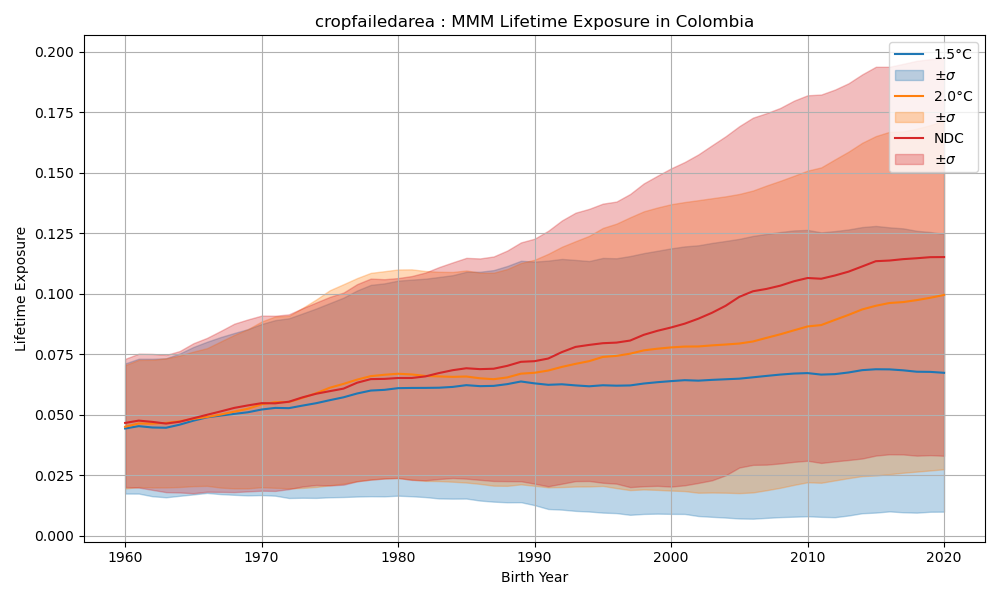 cropfailedarea : MMM Lifetime Exposure in Colombia
0.200
0.175
0.150
0.125
0.100
0.075
0.050
0.025
0.000
Lifetime Exposure
1960 1970 1980 1990 2000 2010 2020
Birth Year
1.5°C
±σ
2.0°C
±σ
NDC
±σ